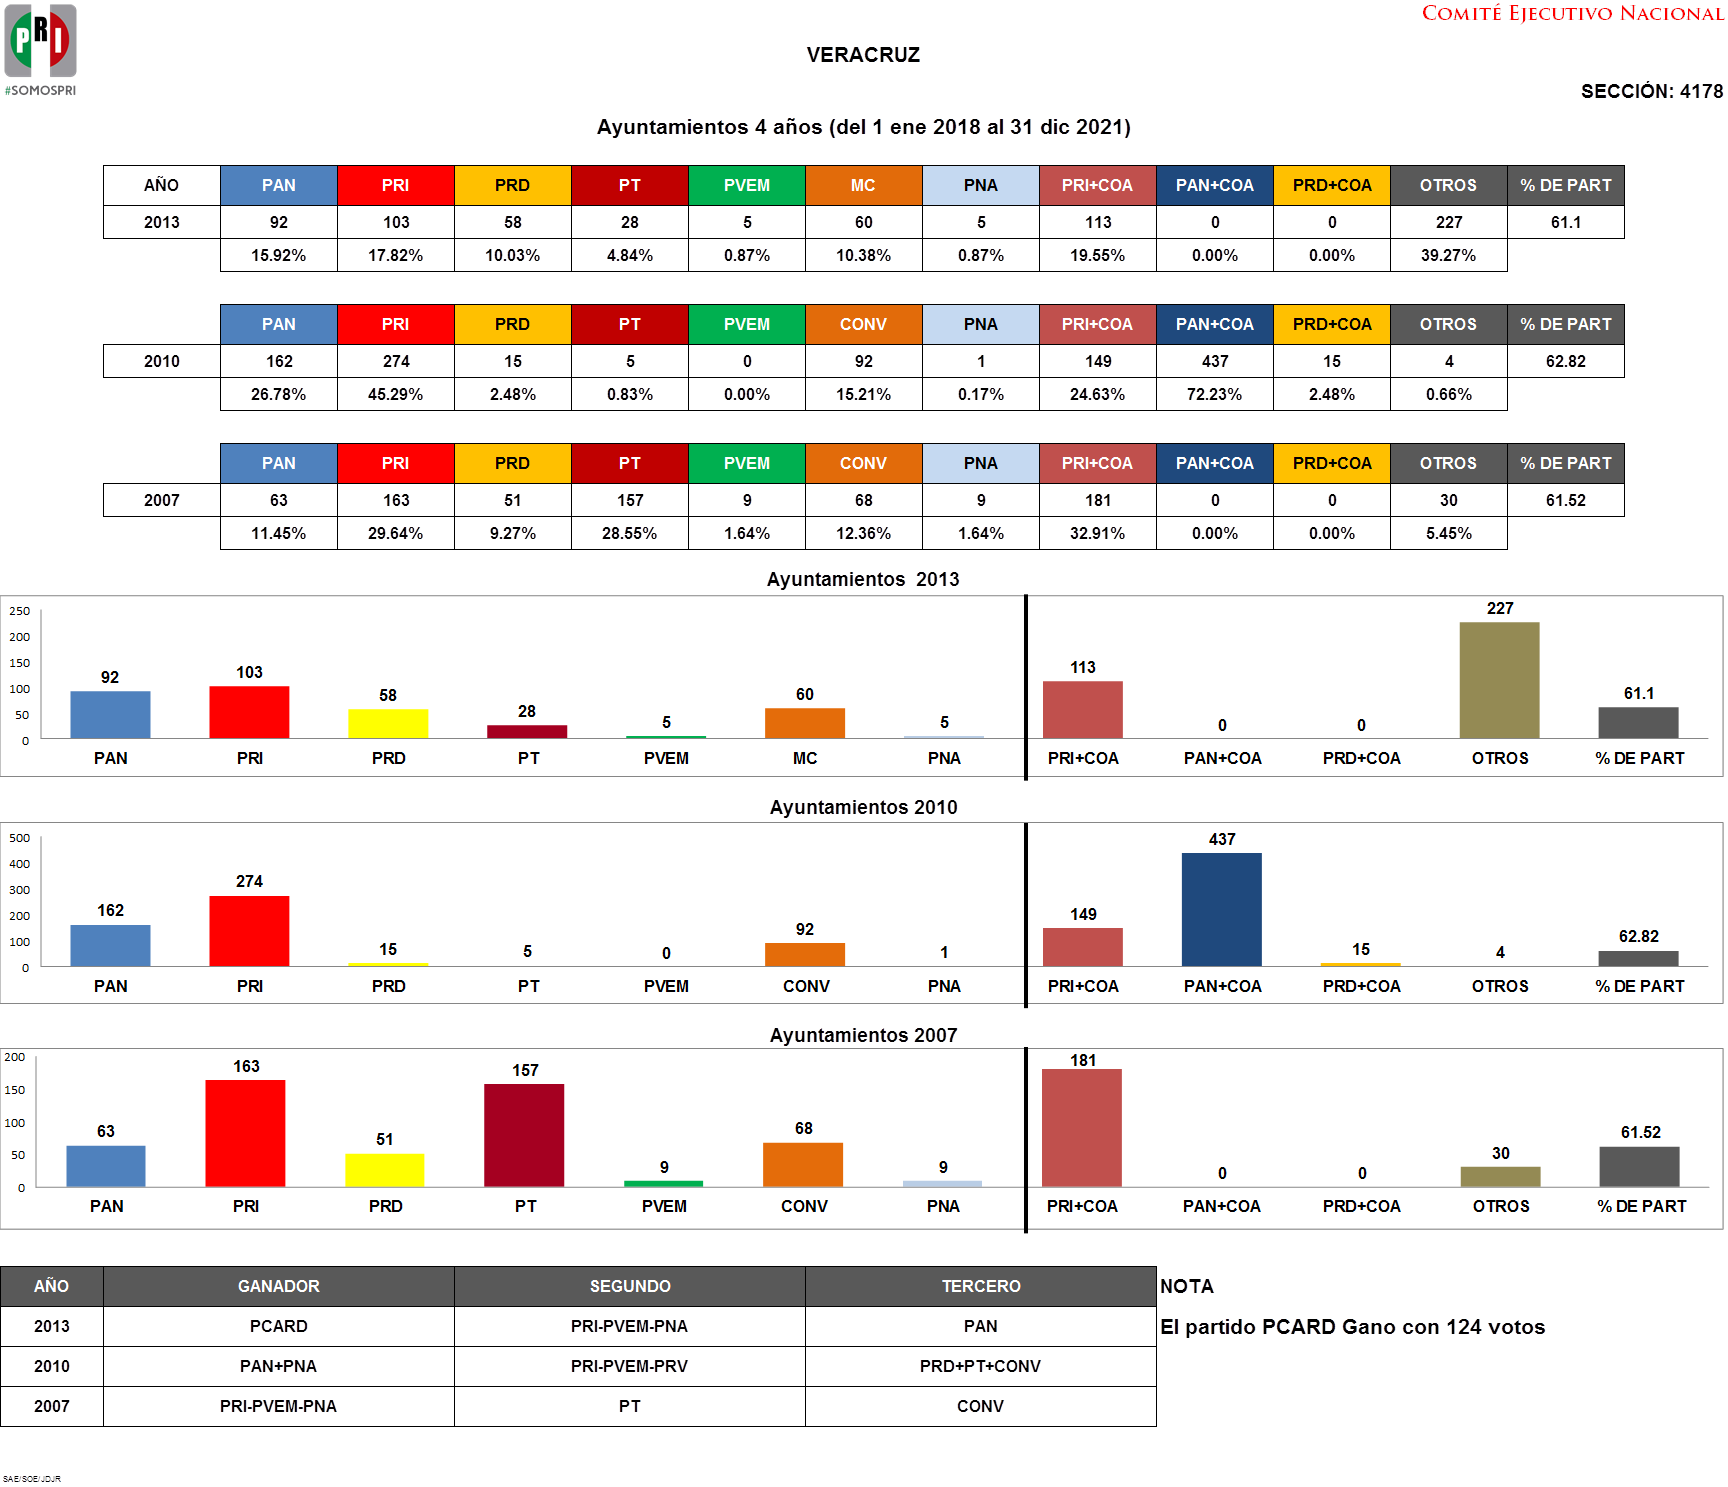 COMITÉ EJECUTIVO NACIONAL
PRI
#SOMOSPRI
VERACRUZ
SECCIÓN: 4178
Ayuntamientos 4 años (del 1 ene 2018 al 31 dic 2021)
AÑO PAN PRI PRD PT PVEM MC PNA PRI+COA PAN+COA PRD+COA OTROS % DE PART
2013 92 103 58 28 5 60 5 113 0 0 227 61.1
15.92% 17.82% 10.03% 4.84% 0.87% 10.38% 0.87% 19.55% 0.00% 0.00% 39.27%
PAN PRI PRD PT PVEM CONV PNA PRI+COA PAN+COA PRD+COA OTROS % DE PART
2010 162 274 15 5 0 92 1 149 437 15 4 62.82
26.78% 45.29% 2.48% 0.83% 0.00% 15.21% 0.17% 24.63% 72.23% 2.48% 0.66%
PAN PRI PRD PT PVEM CONV PNA PRI+COA PAN+COA PRD+COA OTROS % DE PART
2007 63 163 51 157 9 68 9 181 0 0 30 61.52
11.45% 29.64% 9.27% 28.55% 1.64% 12.36% 1.64% 32.91% 0.00% 0.00% 5.45%
Ayuntamientos 2013
250
200
150
100
50
0
92 103 58 28 5 60 5 113 0 0 227 61.1
PAN PRI PRD PT PVEM MC PNA PRI+COA PAN+COA PRD+COA OTROS % DE PART
Ayuntamientos 2010
500
400
300
200
100
0
162 274 15 5 0 92 1 149 437 15 4 62.82
PAN PRI PRD PT PVEM CONV PNA PRI+COA PAN+COA PRD+COA OTROS % DE PART
Ayuntamientos 2007
200
150
100
50
0
63 163 51 157 9 68 9 181 0 0 30 61.52
PAN PRI PRD PT PVEM CONV PNA PRI+COA PAN+COA PRD+COA OTROS % DE PART
AÑO GANADOR SEGUNDO TERCERO NOTA
2013 PCARD PRI-PVEM-PNA PAN El partido PCARD Gano con 124 votos
2010 PAN+PNA PRI-PVEM-PRV PRD+PT+CONV
2007 PRI-PVEM-PNA PT CONV
SAE/SOE/JDJR